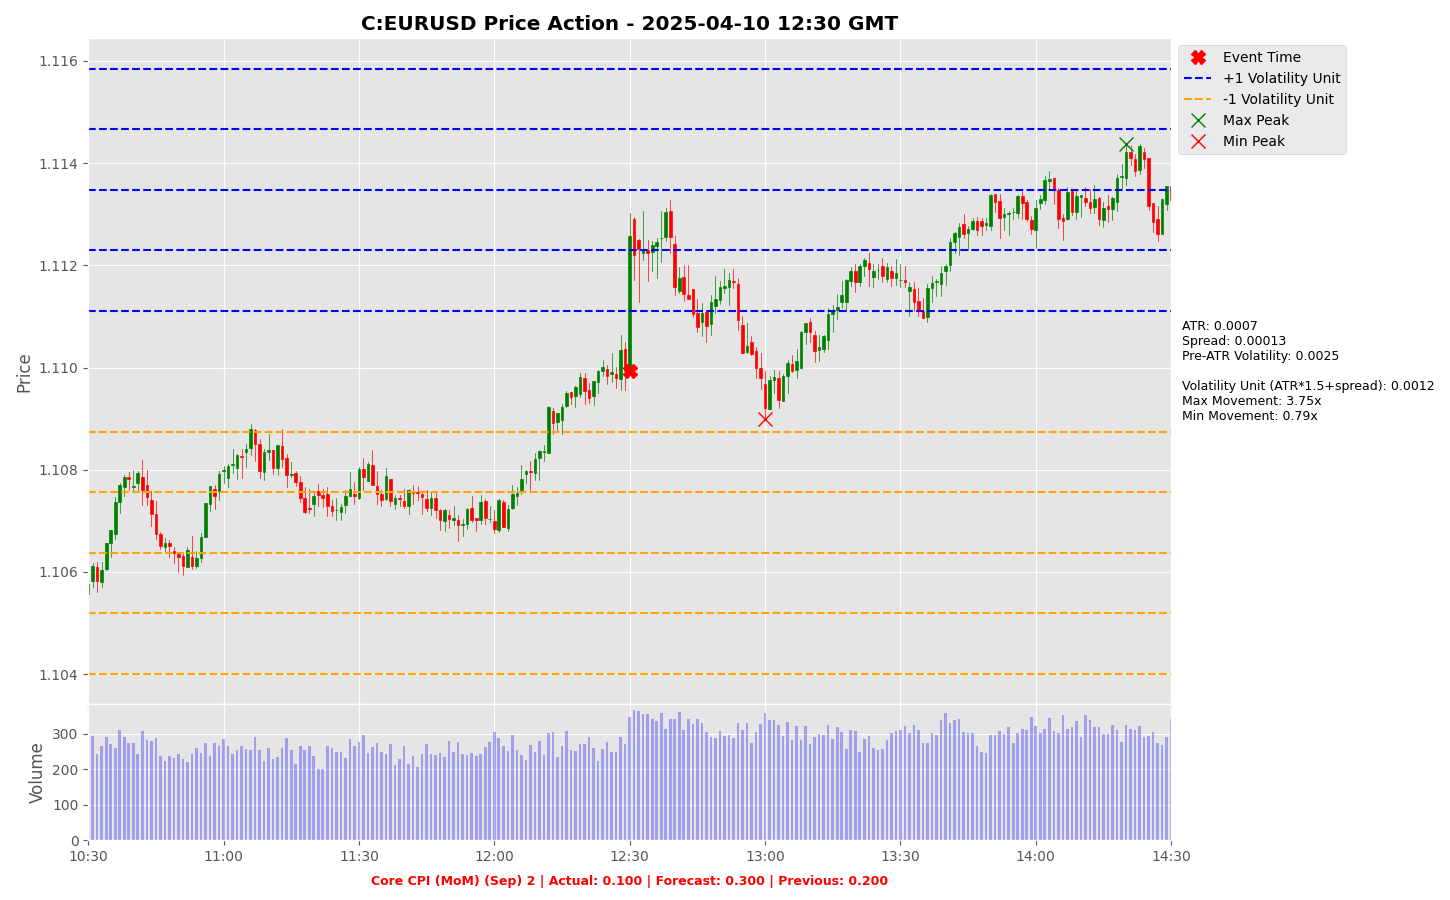 C:EURUSD Price Action - 2025-04-10 12:30 GMT
Event Time
+1 Volatility Unit
-1 Volatility Unit
Max Peak
Min Peak
1.116
1.114
1.112
1.110
1.108
1.106
1.104
Price
ATR: 0.0007
Spread: 0.00013
Pre-ATR Volatility: 0.0025
Volatility Unit (ATR*1.5+spread): 0.0012
Max Movement: 3.75x
Min Movement: 0.79x
300
200
100
0
Volume
10:30 11:00 11:30 12:00 12:30 13:00 13:30 14:00 14:30
Core CPI (MoM) (Sep) 2 | Actual: 0.100 | Forecast: 0.300 | Previous: 0.200